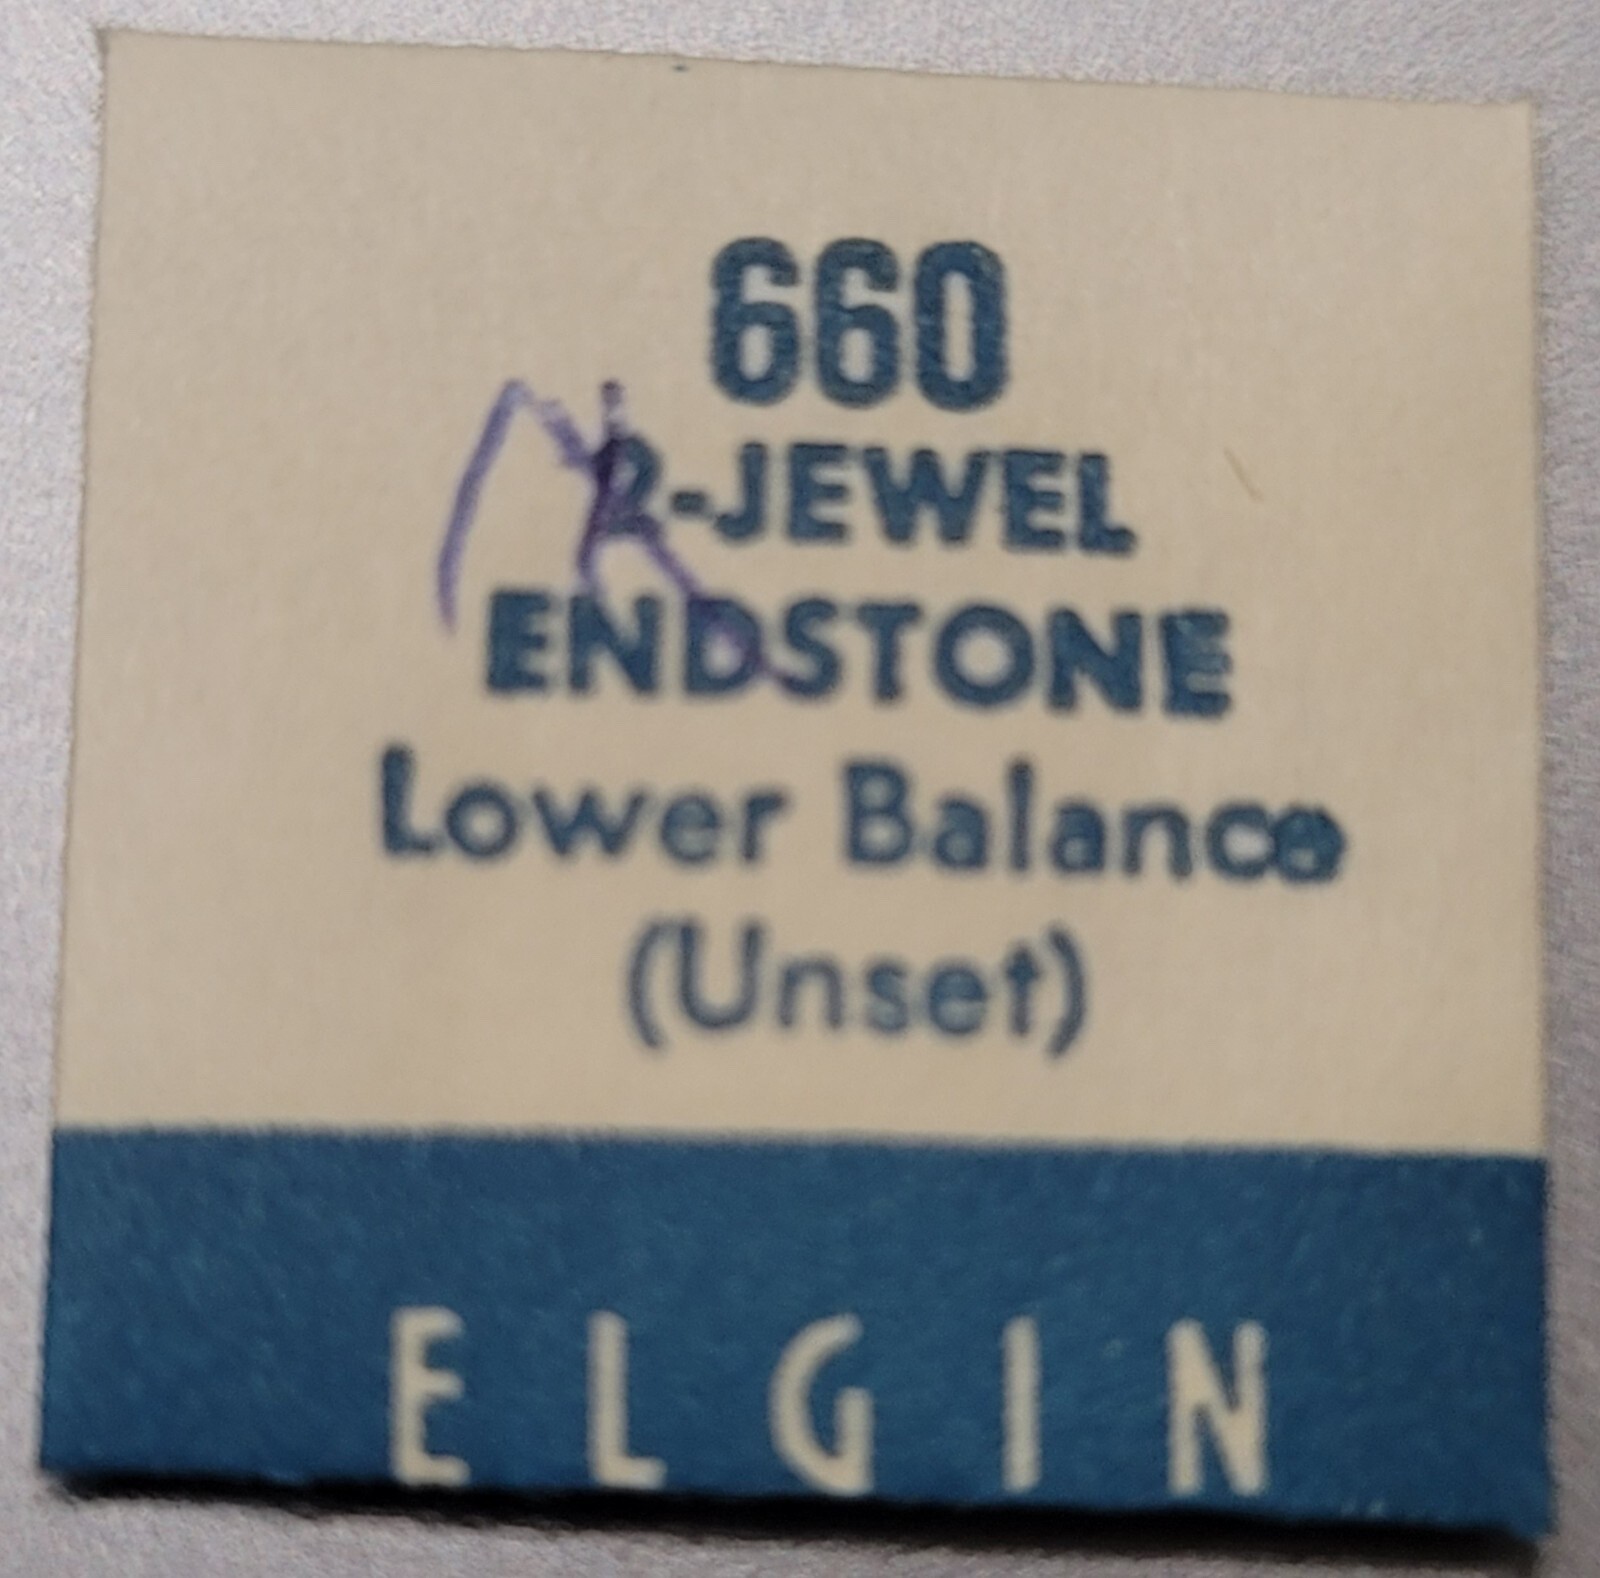 660
2-JEWEL
ENDSTONE
Lower Balance
(Unset)
ELGIN